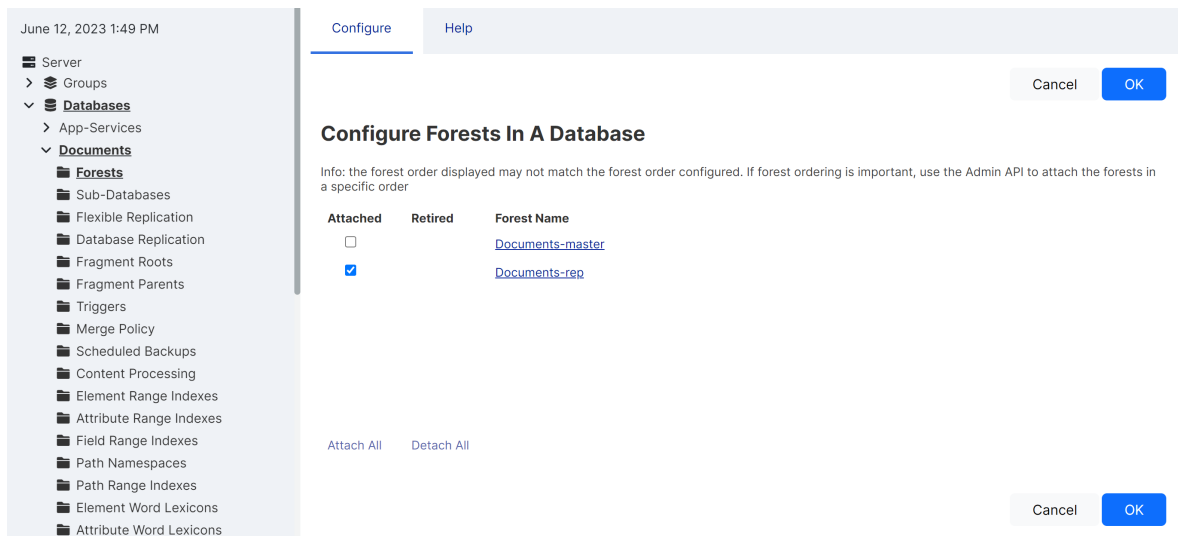 June 12, 2023 1:49 PM
Server
Groups
Databases
App-Services
Documents
Forests
Sub-Databases
Flexible Replication
Database Replication
Fragment Roots
Fragment Parents
Triggers
Merge Policy
Scheduled Backups
Content Processing
Element Range Indexes
Attribute Range Indexes
Field Range Indexes
Path Namespaces
Path Range Indexes
Element Word Lexicons
Attribute Word Lexicons
Configure Help
Cancel OK
Configure Forests In A Database
Info: the forest order displayed may not match the forest order configured. If forest ordering is important, use the Admin API to attach the forests in
a specific order
Attached Retired Forest Name
Documents-master
Documents-rep
Attach All Detach All
Cancel OK